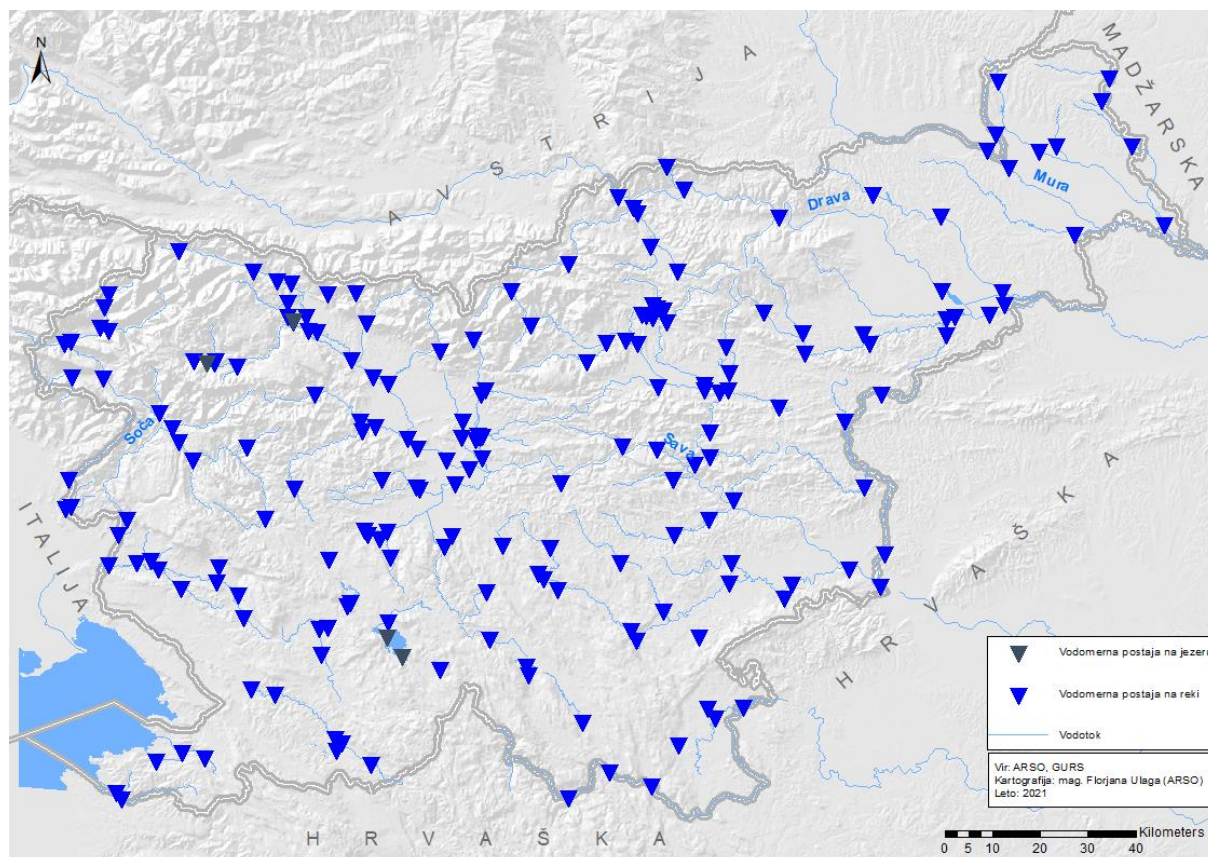 N
MADŽARSKA
AVSTRIJA
Mura
Drava
Soča
Sava
ITALIJA
HRVAŠKA
Vodomerna postaja na jezeru
Vodomerna postaja na reki
Vodotok
Vir: ARSO, GURS
Kartografija: mag. Florjana Ulaga (ARSO)
Leto: 2021
HRVAŠKA
Kilometers
0 5 10 20 30 40